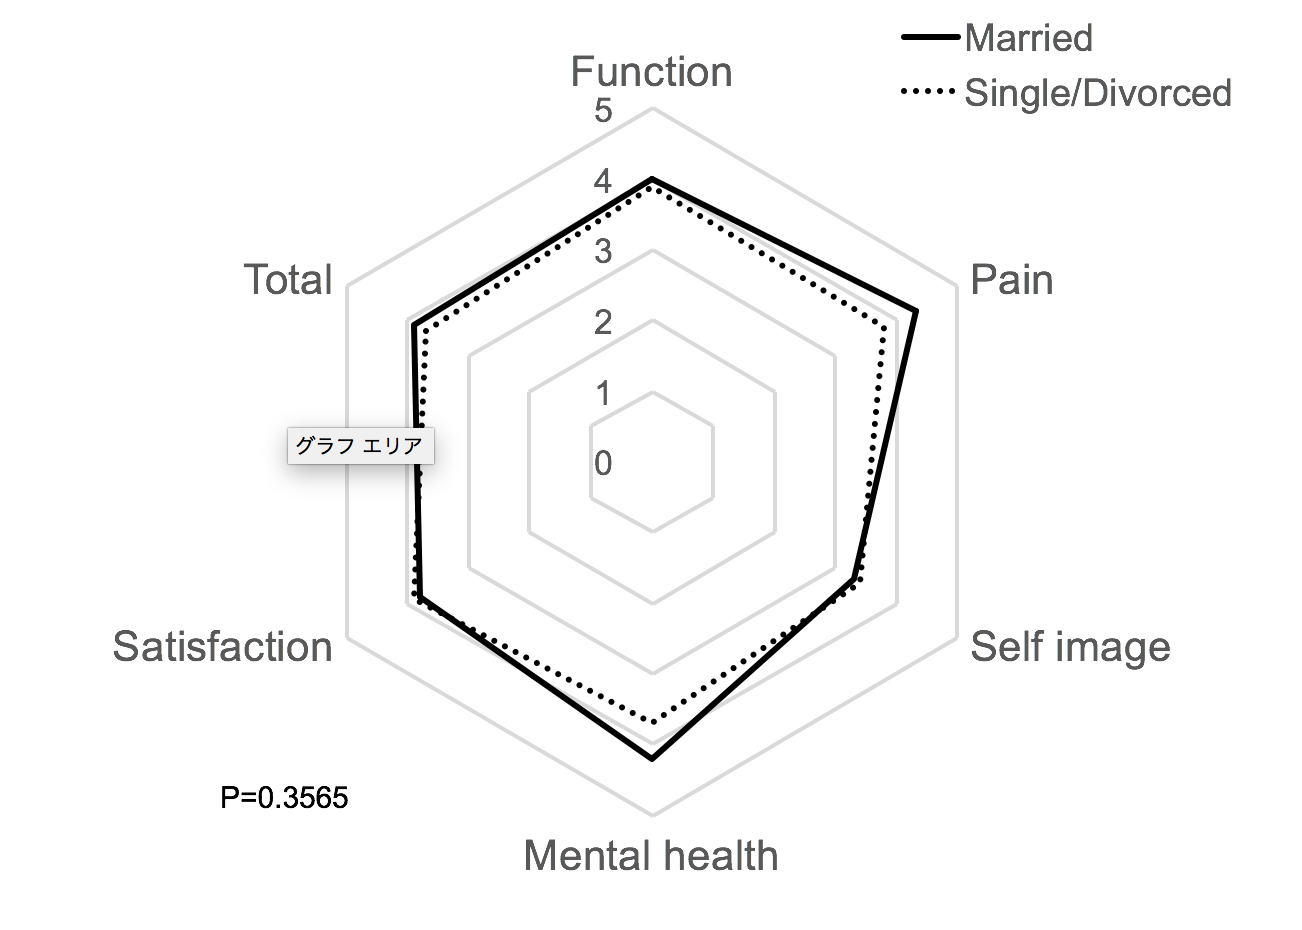 Married
Single/Divorced
Function
5
4
3
2
1
0
Total
Pain
グラフ エリア
Satisfaction
Self image
P=0.3565
Mental health